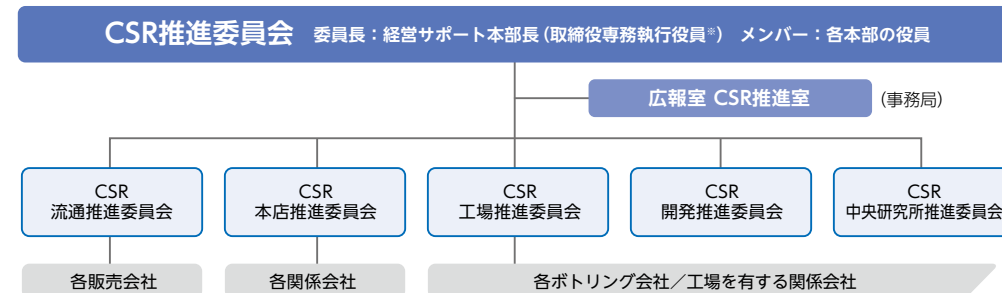 CSR推進委員会 委員長：経営サポート本部長（取締役専務執行役員※） メンバー：各本部の役員
広報室 CSR推進室 （事務局）
CSR
流通推進委員会
CSR
本店推進委員会
CSR
工場推進委員会
CSR
開発推進委員会
CSR
中央研究所推進委員会
各販売会社
各関係会社
各ボトリング会社／工場を有する関係会社